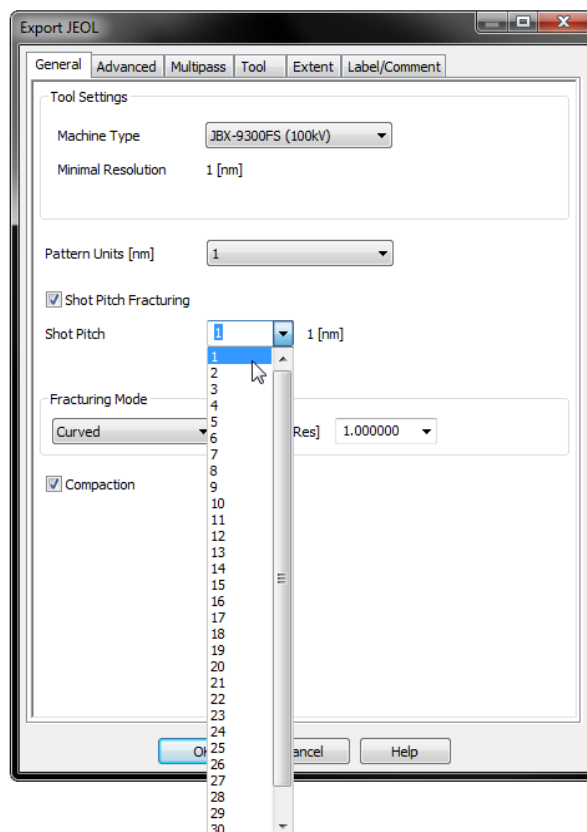 Export JEOL
General Advanced Multipass Tool Extent Label/Comment
Tool Settings
Machine Type JBX-9300FS (100kV)
Minimal Resolution 1 [nm]
Pattern Units [nm] 1
Shot Pitch Fracturing
Shot Pitch 1 1 [nm]
1
2
3
Fracturing Mode
4
5
Curved Res] 1.000000
6
7
8
Compaction
9
10
11
12
13
14
15
16
17
18
19
20
21
22
23
24
25
Help
26
27
28
29
30